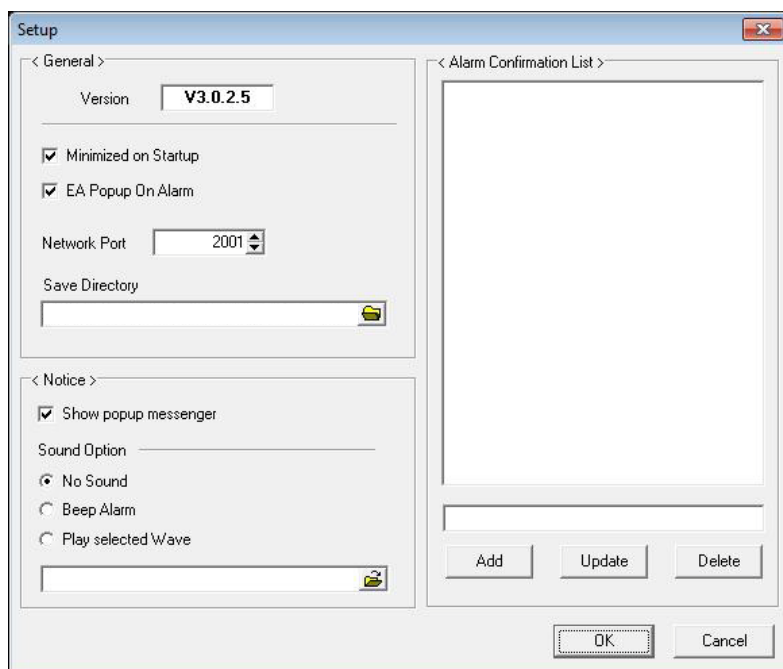 Setup
< General >
Version V3.0.2.5
Minimized on Startup
EA Popup On Alarm
Network Port 2001
Save Directory
< Notice >
Show popup messenger
Sound Option
No Sound
Beep Alarm
Play selected Wave
< Alarm Confirmation List >
Add Update Delete
OK Cancel